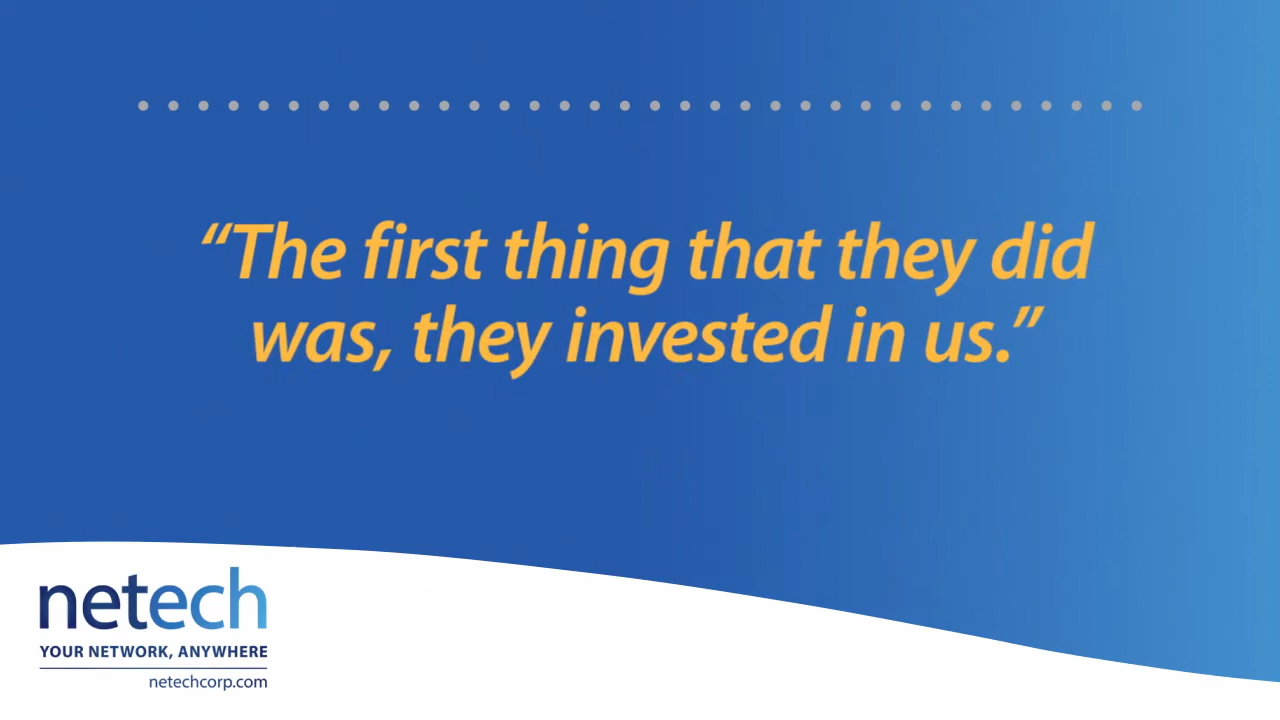 “The first thing that they did
was, they invested in us.”
netech
YOUR NETWORK, ANYWHERE
netechcorp.com